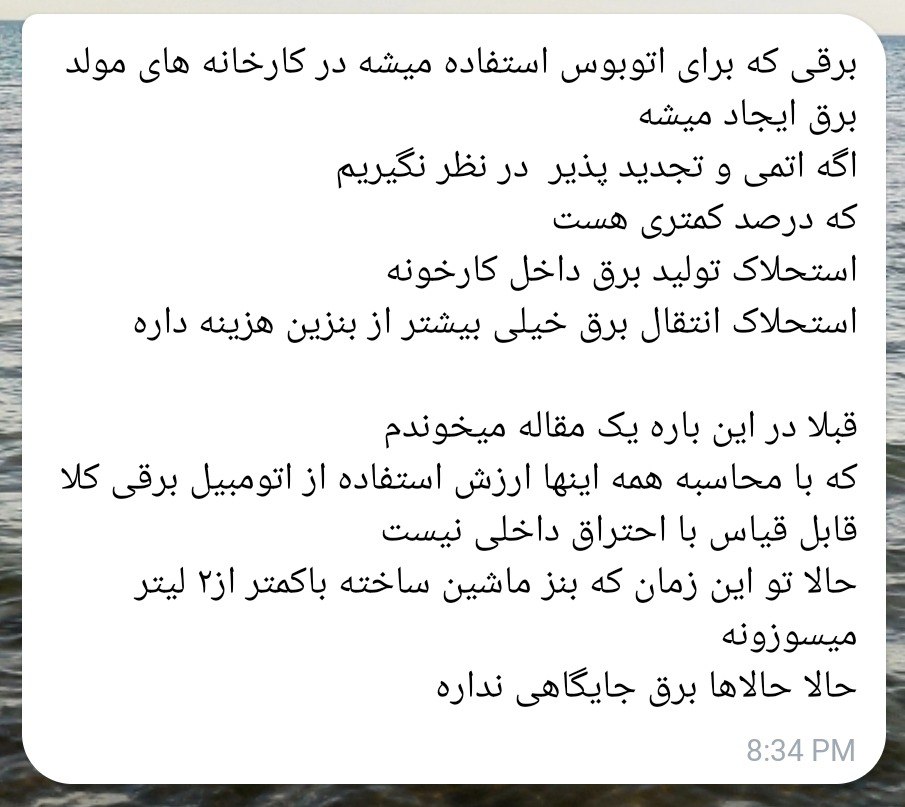 برقی که برای اتوبوس استفاده میشه در کارخانه های مولد
برق ایجاد میشه
اگه اتمی و تجدید پذیر  در نظر نگیریم
که درصد کمتری هست
استحلاک تولید برق داخل کارخونه
استحلاک انتقال برق خیلی بیشتر از بنزین هزینه داره
قبلا در این باره یک مقاله میخوندم
که با محاسبه همه اینها ارزش استفاده از اتومبیل برقی کلا
قابل قیاس با احتراق داخلی نیست
حالا تو این زمان که بنز ماشین ساخته باکمتر از۲ لیتر
میسوزونه
حالا حالاها برق جایگاهی نداره
8:34 PM